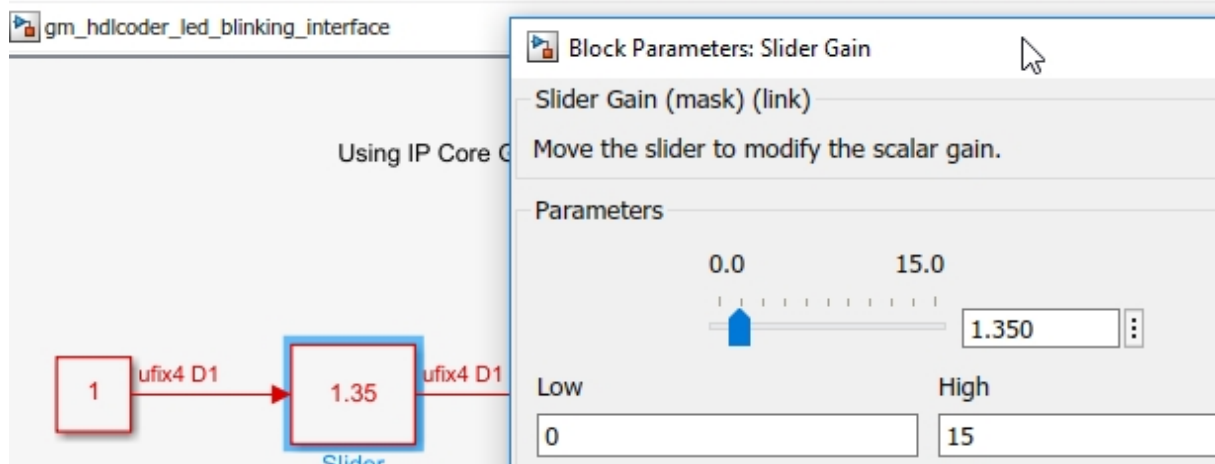 gm_hdlcoder_led_blinking_interface
Block Parameters: Slider Gain
Slider Gain (mask) (link)
Move the slider to modify the scalar gain.
Using IP Core
Parameters
0.0 15.0
1.350
1
ufix4 D1
1.35
ufix4 D1
Slider
Low High
0 15